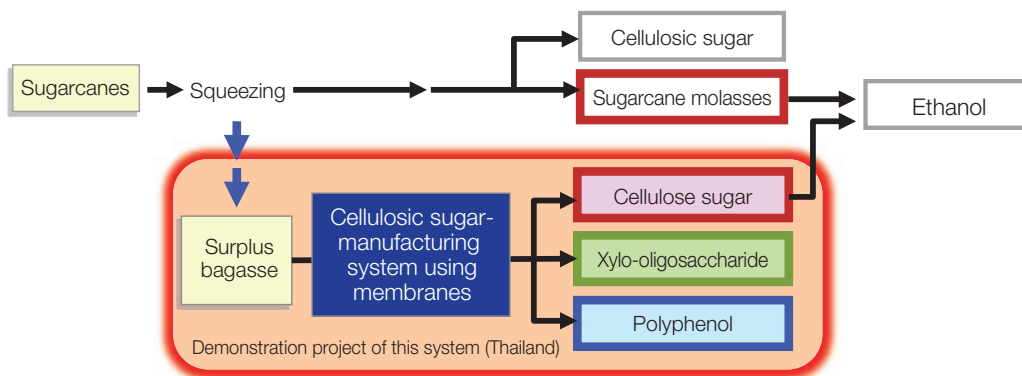 Cellulosic sugar
Sugarcanes
Squeezing
Sugarcane molasses
Ethanol
Surplus
bagasse
Cellulosic sugar-
manufacturing
system using
membranes
Cellulose sugar
Xylo-oligosaccharide
Polyphenol
Demonstration project of this system (Thailand)